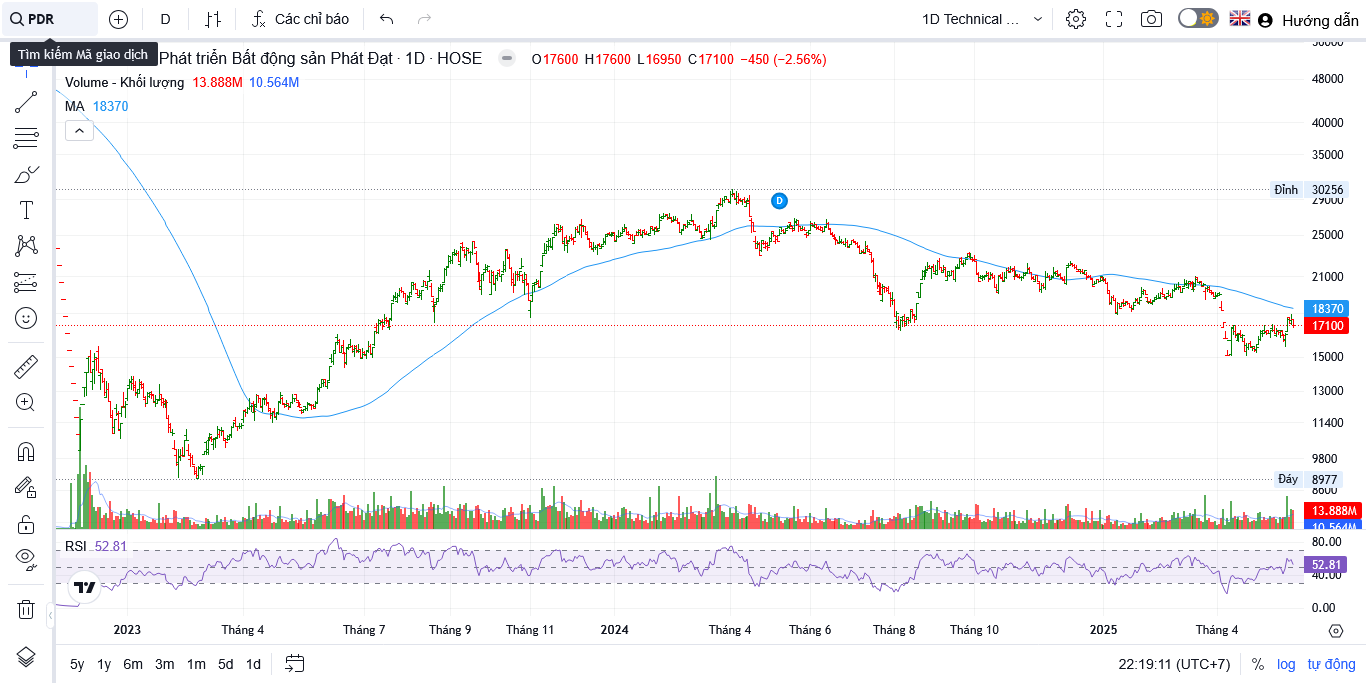 PDR
D
Các chỉ báo
1D Technical ...
Hướng dẫn
Tìm kiếm Mã giao dịch
Phát triển Bất động sản Phát Đạt · 1D · HOSE
O17600 H17600 L16950 C17100 −450 (−2.56%)
Volume - Khối lượng 13.888M 10.564M
MA 18370
48000
40000
35000
Đỉnh 30256
29000
D
25000
21000
18370
17100
15000
13000
11400
9800
Đáy 8977
8000
13.888M
10.564M
RSI 52.81
80.00
52.81
40.00
0.00
2023 Tháng 4 Tháng 7 Tháng 9 Tháng 11 2024 Tháng 4 Tháng 6 Tháng 8 Tháng 10 2025 Tháng 4
5y 1y 6m 3m 1m 5d 1d
22:19:11 (UTC+7) % log tự động